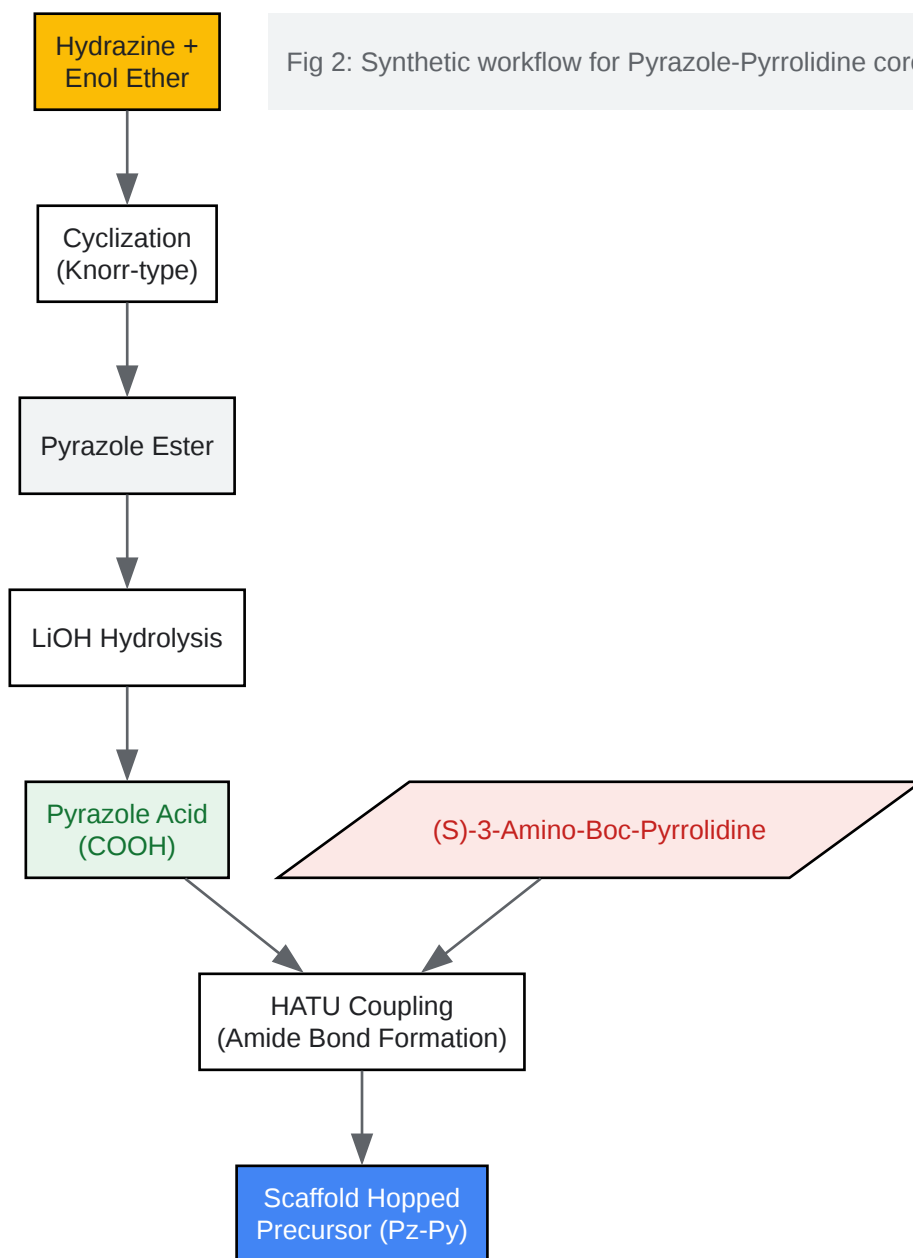 Hydrazine +
Enol Ether
Fig 2: Synthetic workflow for Pyrazole-Pyrrolidine
Cyclization
(Knorr-type)
Pyrazole Ester
LiOH Hydrolysis
Pyrazole Acid
(COOH)
(S)-3-Amino-Boc-Pyrrolidine
HATU Coupling
(Amide Bond Formation)
Scaffold Hopped
Precursor (Pz-Py)